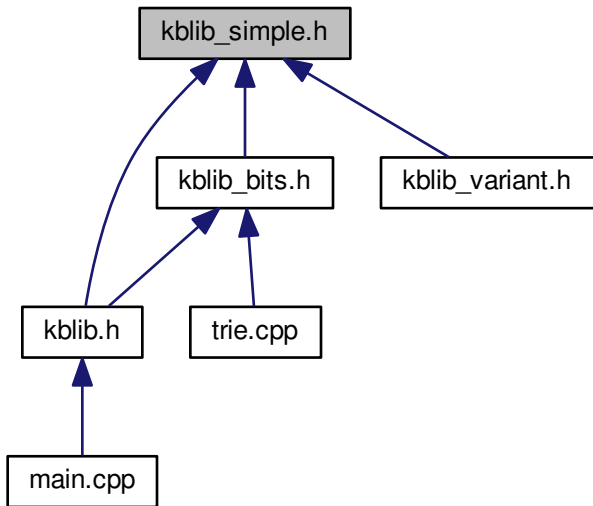 kblib_simple.h
kblib_bits.h
kblib_variant.h
kblib.h
trie.cpp
main.cpp